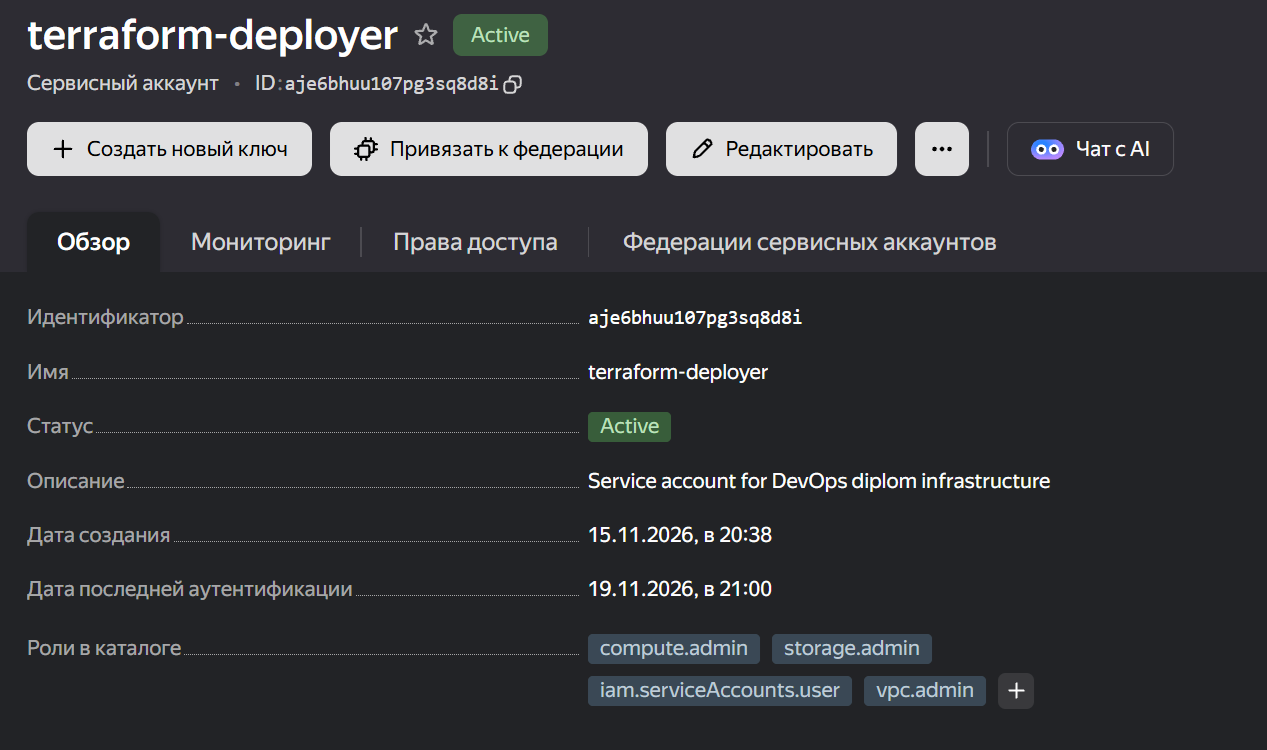 terraform-deployer Active
Сервисный аккаунт • ID: aje6bhuu107pg3sq8d8i
Создать новый ключ Привязать к федерации Редактировать ••• Чат с AI
Обзор Мониторинг Права доступа Федерации сервисных аккаунтов
Идентификатор aje6bhuu107pg3sq8d8i
Имя terraform-deployer
Статус Active
Описание Service account for DevOps diplom infrastructure
Дата создания 15.11.2026, в 20:38
Дата последней аутентификации 19.11.2026, в 21:00
Роли в каталоге compute.admin storage.admin
iam.serviceAccounts.user vpc.admin +